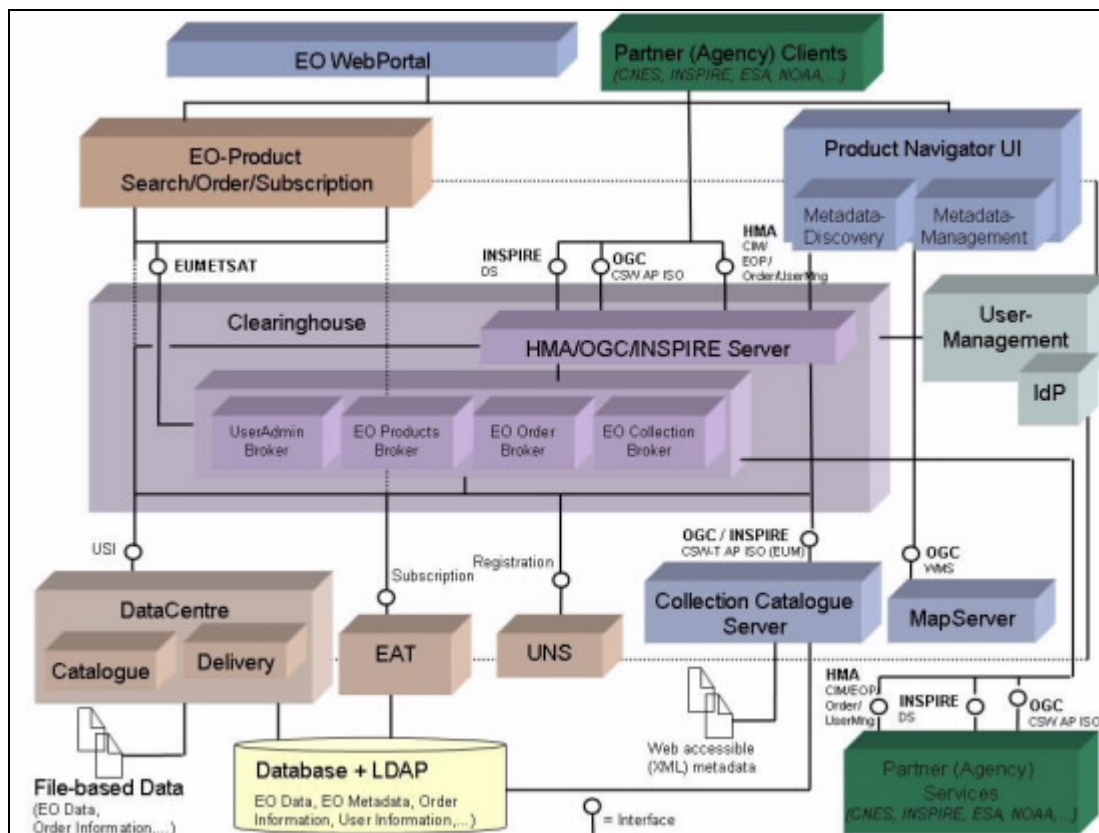 EO WebPortal
Partner (Agency) Clients
(CNES, INSPIRE, ESA, NOAA,...)
EO-Product
Search/Order/Subscription
Product Navigator UI
Metadata-
Discovery
Metadata-
Management
EUMETSAT
INSPIRE
DS
OGC
CSW AP ISO
HMA
CIM/
EOP/
Order/UserMng
Clearinghouse
HMA/OGC/INSPIRE Server
User-
Management
IdP
UserAdmin
Broker
EO Products
Broker
EO Order
Broker
EO Collection
Broker
USI
Subscription
Registration
OGC / INSPIRE
CSW-T AP ISO (EUM)
OGC
WMS
DataCentre
Catalogue
Delivery
EAT
UNS
Collection Catalogue
Server
MapServer
HMA
CIM/EOP/
Order/
UserMng
INSPIRE
DS
OGC
CSW AP ISO
File-based Data
(EO Data,
Order Information,...)
Database + LDAP
EO Data, EO Metadata, Order
Information, User Information,...)
Web accessible
(XML) metadata
= Interface
Partner (Agency)
Services
(CNES, INSPIRE, ESA, NOAA,...)